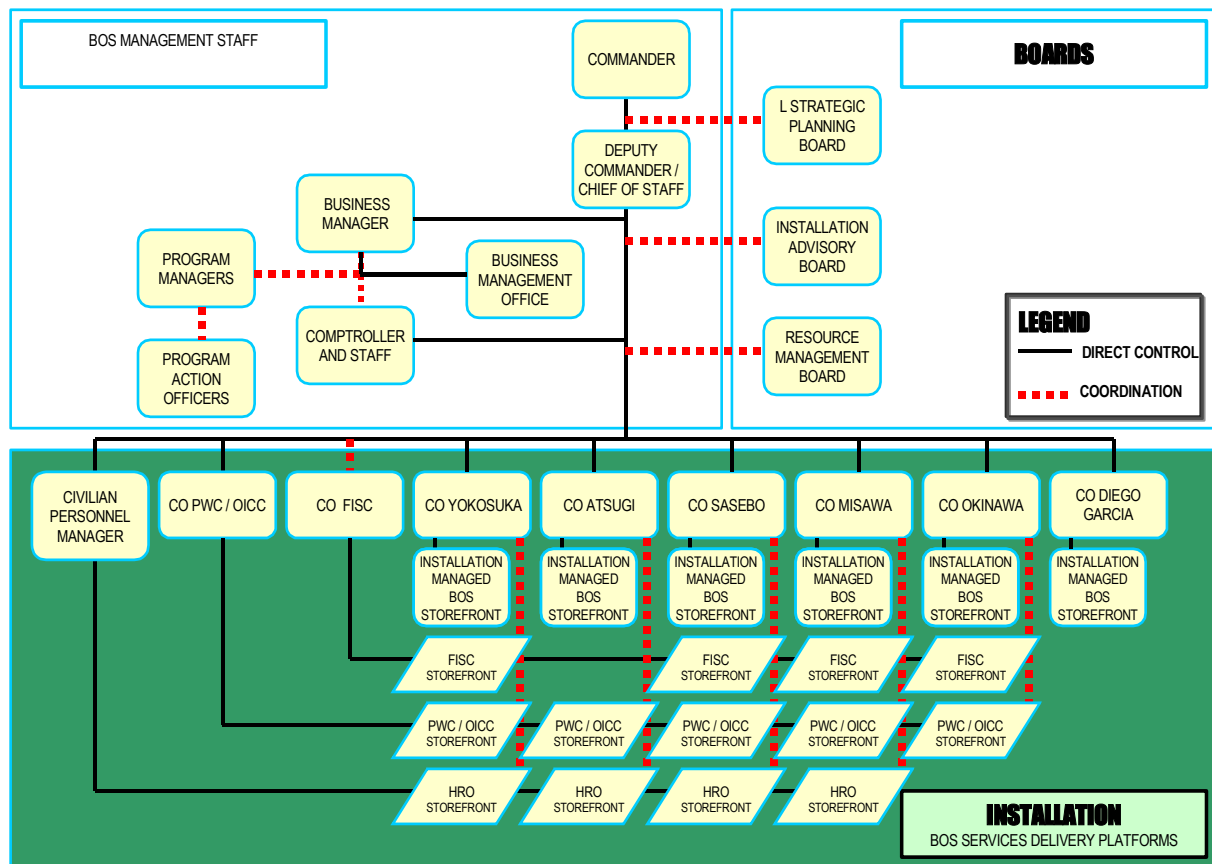 BOS MANAGEMENT STAFF
COMMANDER
BOARDS
L STRATEGIC
PLANNING
BOARD
DEPUTY
COMMANDER /
CHIEF OF STAFF
BUSINESS
MANAGER
INSTALLATION
ADVISORY
BOARD
PROGRAM
MANAGERS
BUSINESS
MANAGEMENT
OFFICE
COMPTROLLER
AND STAFF
RESOURCE
MANAGEMENT
BOARD
PROGRAM
ACTION
OFFICERS
LEGEND
DIRECT CONTROL
COORDINATION
CIVILIAN
PERSONNEL
MANAGER
CO PWC / OICC
CO FISC
CO YOKOSUKA
CO ATSUGI
CO SASEBO
CO MISAWA
CO OKINAWA
CO DIEGO
GARCIA
INSTALLATION
MANAGED
BOS
STOREFRONT
INSTALLATION
MANAGED
BOS
STOREFRONT
INSTALLATION
MANAGED
BOS
STOREFRONT
INSTALLATION
MANAGED
BOS
STOREFRONT
INSTALLATION
MANAGED
BOS
STOREFRONT
INSTALLATION
MANAGED
BOS
STOREFRONT
FISC
STOREFRONT
FISC
STOREFRONT
FISC
STOREFRONT
FISC
STOREFRONT
PWC / OICC
STOREFRONT
PWC / OICC
STOREFRONT
PWC / OICC
STOREFRONT
PWC / OICC
STOREFRONT
PWC / OICC
STOREFRONT
HRO
STOREFRONT
HRO
STOREFRONT
HRO
STOREFRONT
HRO
STOREFRONT
INSTALLATION
BOS SERVICES DELIVERY PLATFORMS